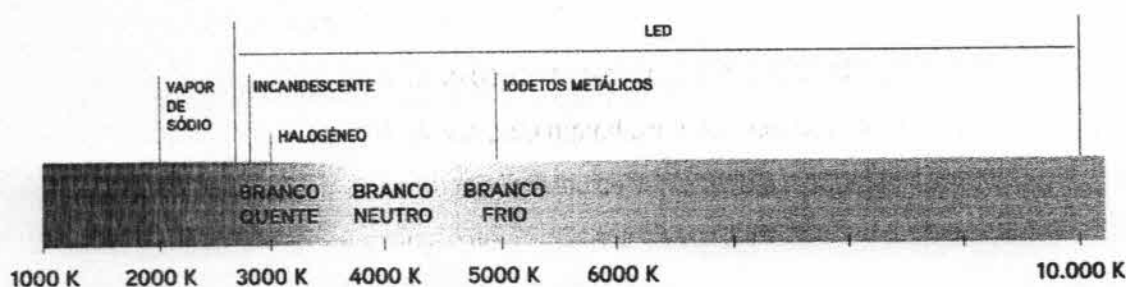 LED
VAPOR
DE
SÓDIO
INCANDESCENTE
HALOGÉNEO
IODETOS METÁLICOS
BRANCO
QUENTE
BRANCO
NEUTRO
BRANCO
FRIO
1000 K 2000 K 3000 K 4000 K 5000 K 6000 K 10.000 K